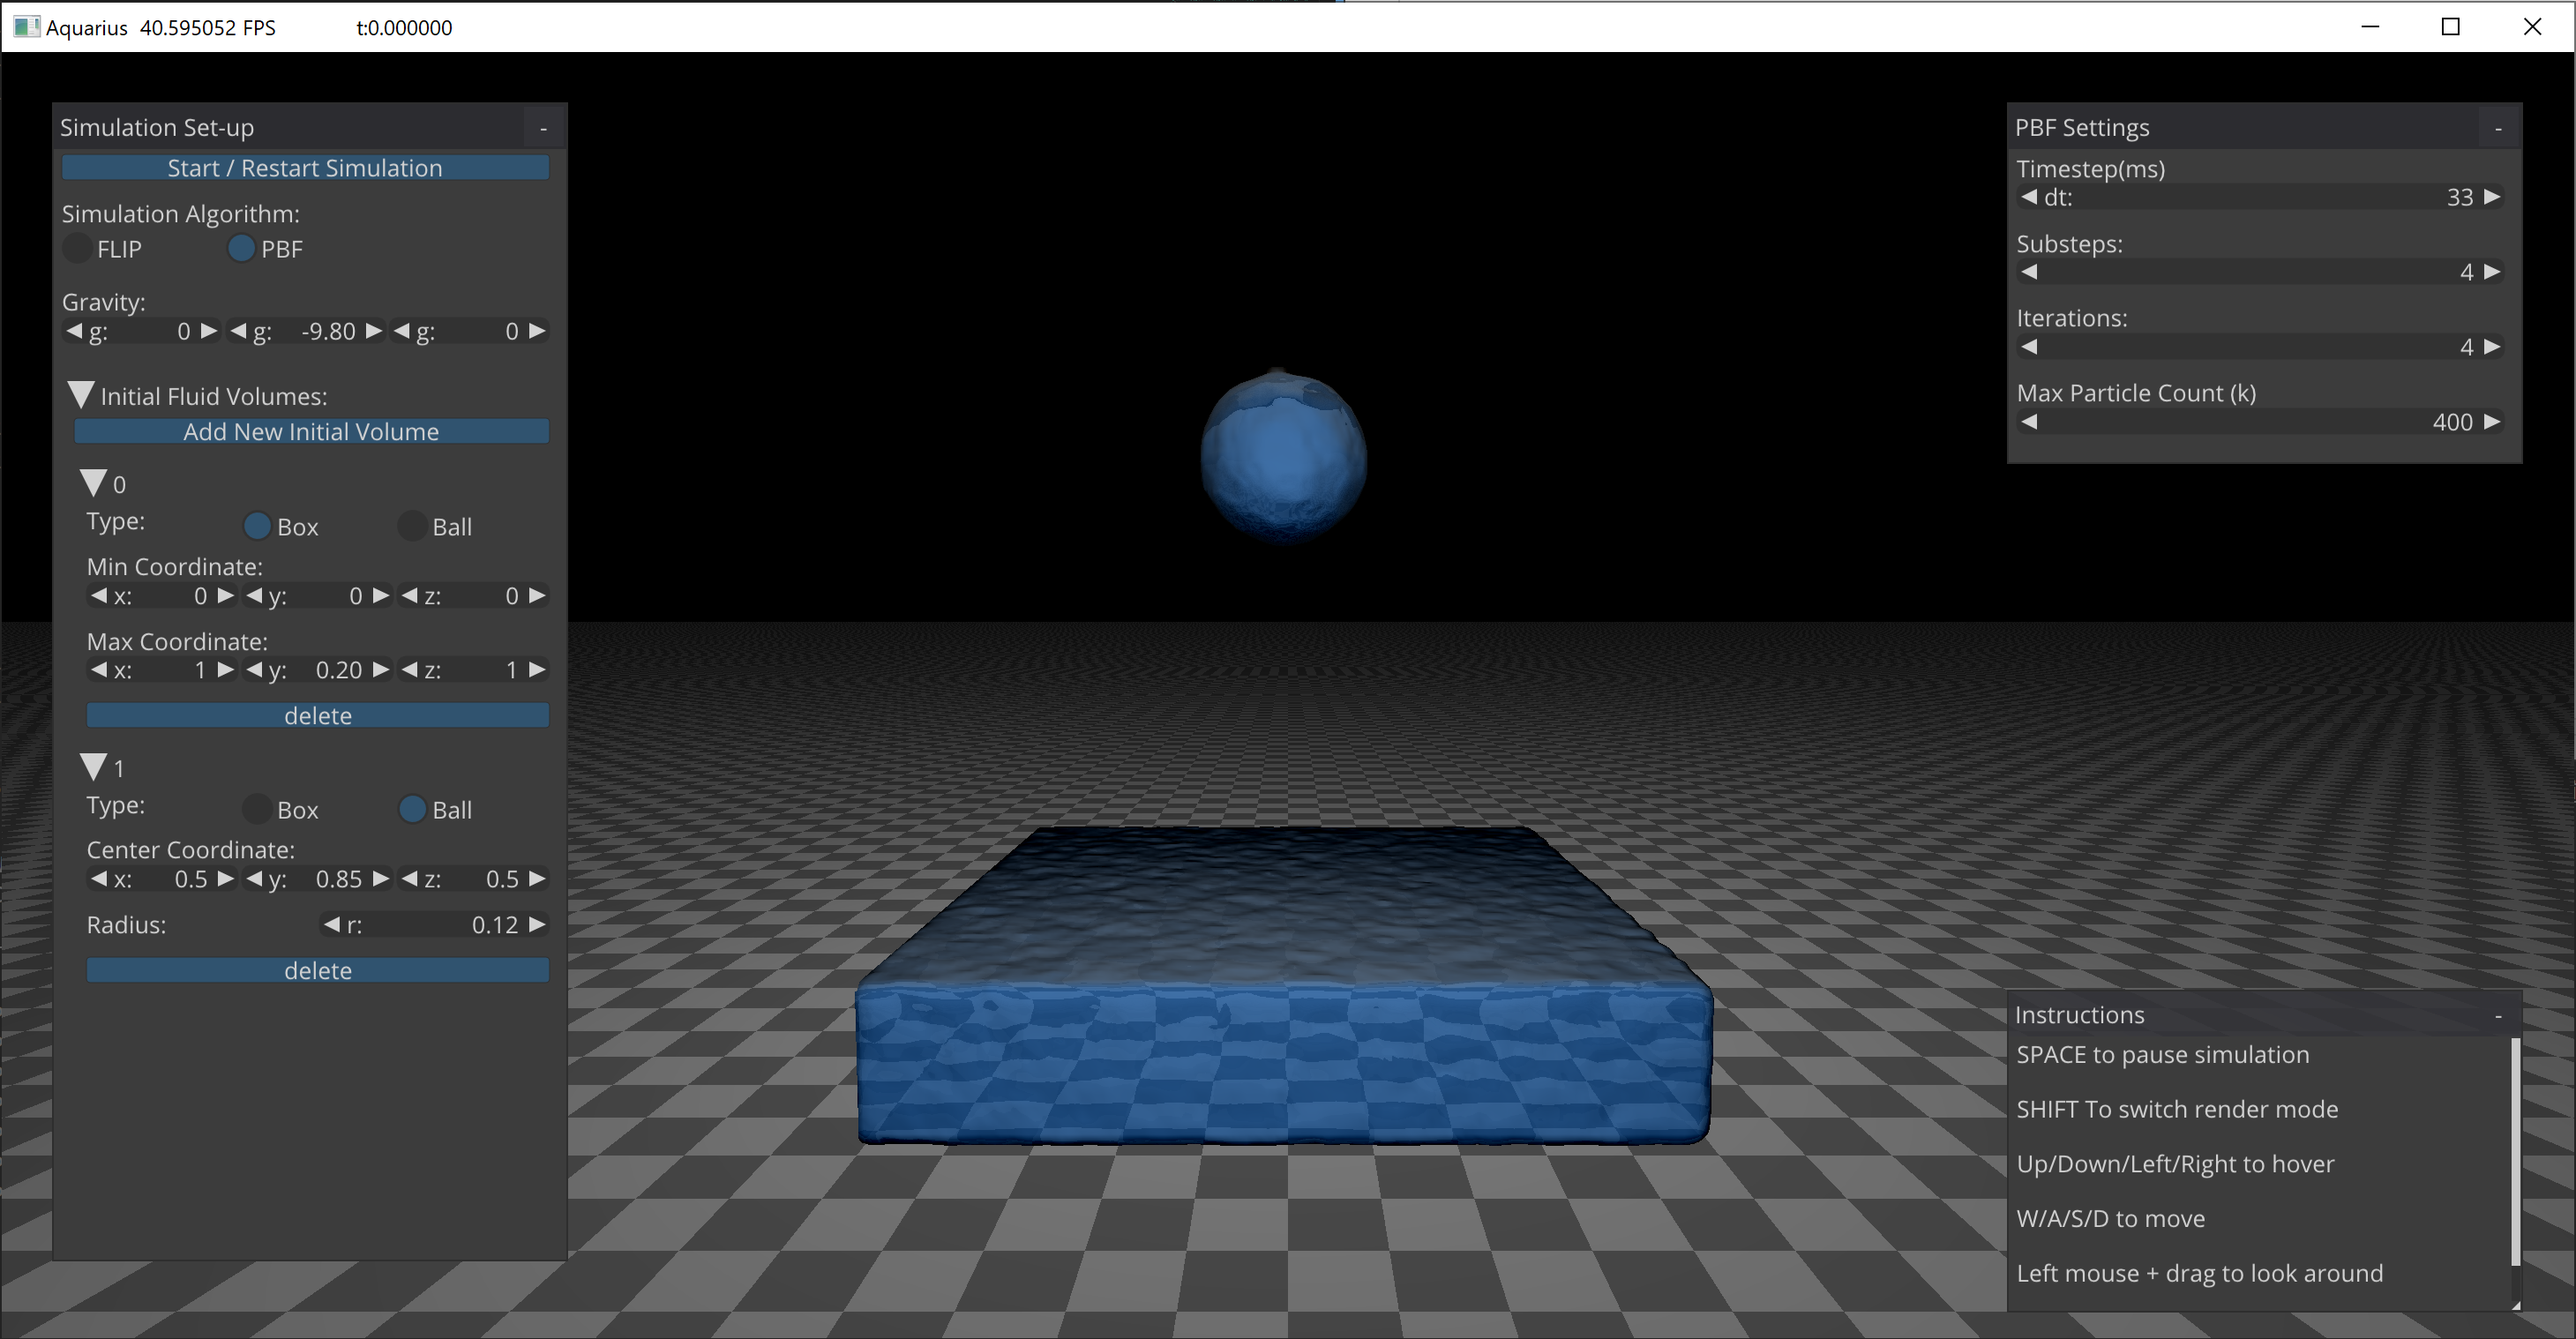 Aquarius 40.595052 FPS t:0.000000
Simulation Set-up -
Start / Restart Simulation
Simulation Algorithm:
FLIP PBF
Gravity:
g: 0 g: -9.80 g: 0
Initial Fluid Volumes:
Add New Initial Volume
0
Type: Box Ball
Min Coordinate:
x: 0 y: 0 z: 0
Max Coordinate:
x: 1 y: 0.20 z: 1
delete
1
Type: Box Ball
Center Coordinate:
x: 0.5 y: 0.85 z: 0.5
Radius: r: 0.12
delete
PBF Settings -
Timestep(ms)
dt: 33
Substeps:
4
Iterations:
4
Max Particle Count (k)
400
Instructions -
SPACE to pause simulation
SHIFT To switch render mode
Up/Down/Left/Right to hover
W/A/S/D to move
Left mouse + drag to look around